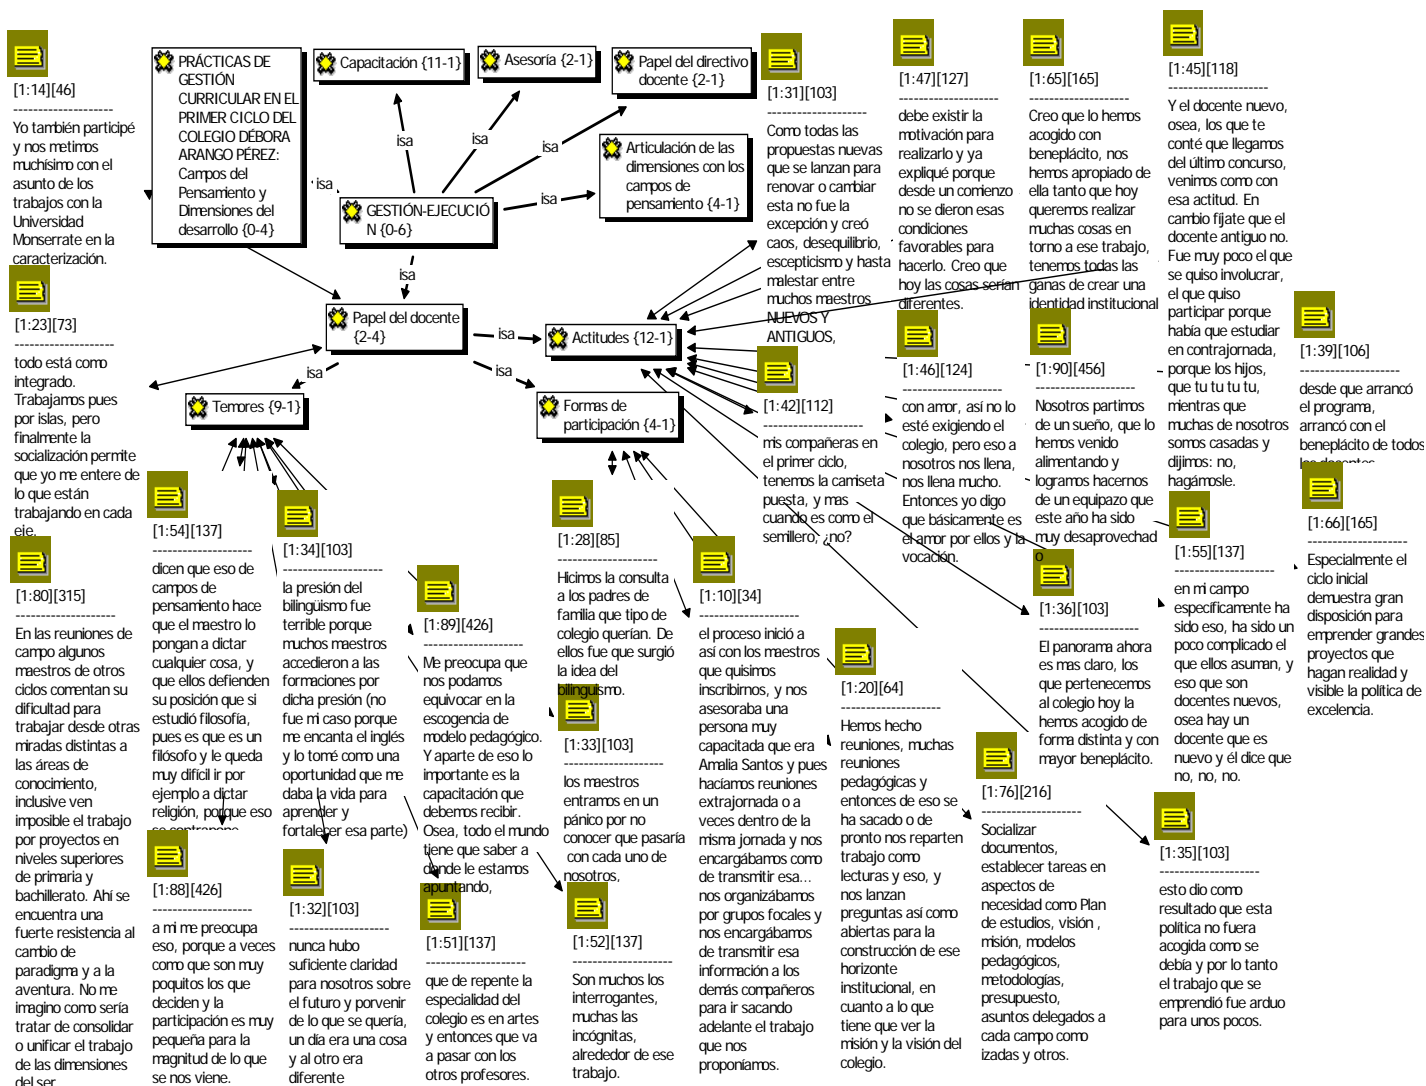 [1:14][46]
--------------------
Yo también participé
y nos metimos
muchísimo con el
asunto de los
trabajos con la
Universidad
Monserrate en la
caracterización.
PRÁCTICAS DE
GESTIÓN
CURRICULAR EN EL
PRIMER CICLO DEL
COLEGIO DÉBORA
ARANGO PÉREZ:
Campos del
Pensamiento y
Dimensiones del
desarrollo {0-4}
Capacitación {11-1}
Asesoría {2-1}
Papel del directivo
docente {2-1}
Articulación de las
dimensiones con los
campos de
pensamiento {4-1}
isa
isa
isa
isa
isa
GESTIÓN-EJECUCIÓ
N {0-6}
isa
Papel del docente
{2-4}
isa
Actitudes {12-1}
isa
isa
Temores {9-1}
Formas de
participación {4-1}
[1:31][103]
--------------------
Como todas las
propuestas nuevas
que se lanzan para
renovar o cambiar
esta no fue la
excepción y creó
caos, desequilibrio,
escepticismo y hasta
malestar entre
muchos maestros
NUEVOS Y
ANTIGUOS,
[1:47][127]
--------------------
debe existir la
motivación para
realizarlo y ya
expliqué porque
desde un comienzo
no se dieron esas
condiciones
favorables para
hacerlo. Creo que
hoy las cosas serían
diferentes.
[1:65][165]
--------------------
Creo que lo hemos
acogido con
beneplácito, nos
hemos apropiado de
ella tanto que hoy
queremos realizar
muchas cosas en
torno a ese trabajo,
tenemos todas las
ganas de crear una
identidad institucional
[1:45][118]
--------------------
Y el docente nuevo,
osea, los que te
conté que llegamos
del último concurso,
venimos como con
esa actitud. En
cambio fíjate que el
docente antiguo no.
Fue muy poco el que
se quiso involucrar,
el que quiso
participar porque
había que estudiar
en contrajornada,
porque los hijos,
que tu tu tu tu,
mientras que
muchas de nosotros
somos casadas y
dijimos: no,
hagámosle.
[1:39][106]
--------------------
desde que arrancó
el programa,
arrancó con el
beneplácito de todos
los docentes
[1:23][73]
--------------------
todo está como
integrado.
Trabajamos pues
por islas, pero
finalmente la
socialización permite
que yo me entere de
lo que están
trabajando en cada
eje.
[1:42][112]
--------------------
mis compañeras en
el primer ciclo,
tenemos la camiseta
puesta, y mas
cuando es como el
semillero, ¿no?
[1:46][124]
--------------------
con amor, así no lo
esté exigiendo el
colegio, pero eso a
nosotros nos llena,
nos llena mucho.
Entonces yo digo
que básicamente es
el amor por ellos y la
vocación.
[1:90][456]
--------------------
Nosotros partimos
de un sueño, que lo
hemos venido
alimentando y
logramos hacernos
de un equipazo que
este año ha sido
muy desaprovechad
o
[1:66][165]
--------------------
Especialmente el
ciclo inicial
demuestra gran
disposición para
emprender grandes
proyectos que
hagan realidad y
visible la política de
excelencia.
[1:54][137]
--------------------
dicen que eso de
campos de
pensamiento hace
que el maestro lo
pongan a dictar
cualquier cosa, y
que ellos defienden
su posición que si
estudió filosofía,
pues es que es un
filósofo y le queda
muy difícil ir por
ejemplo a dictar
religión, porque eso
se contrapone
[1:34][103]
--------------------
la presión del
bilingüismo fue
terrible porque
muchos maestros
accedieron a las
formaciones por
dicha presión (no
fue mi caso porque
me encanta el inglés
y lo tomé como una
oportunidad que me
daba la vida para
aprender y
fortalecer esa parte)
[1:28][85]
--------------------
Hicimos la consulta
a los padres de
familia que tipo de
colegio querían. De
ellos fue que surgió
la idea del
bilinguismo.
[1:10][34]
--------------------
el proceso inició a
así con los maestros
que quisimos
inscribirnos, y nos
asesoraba una
persona muy
capacitada que era
Amalia Santos y pues
hacíamos reuniones
extrajornada o a
veces dentro de la
misma jornada y nos
encargábamos como
de transmitir esa...
nos organizábamos
por grupos focales y
nos encargábamos
de transmitir esa
información a los
demás compañeros
para ir sacando
adelante el trabajo
que nos
proponíamos.
[1:36][103]
--------------------
El panorama ahora
es mas claro, los
que pertenecemos
al colegio hoy la
hemos acogido de
forma distinta y con
mayor beneplácito.
[1:55][137]
--------------------
en mi campo
específicamente ha
sido eso, ha sido un
poco complicado el
que ellos asuman, y
eso que son
docentes nuevos,
osea hay un
docente que es
nuevo y él dice que
no, no, no.
[1:80][315]
--------------------
En las reuniones de
campo algunos
maestros de otros
ciclos comentan su
dificultad para
trabajar desde otras
miradas distintas a
las áreas de
conocimiento,
inclusive ven
imposible el trabajo
por proyectos en
niveles superiores
de primaria y
bachillerato. Ahí se
encuentra una
fuerte resistencia al
cambio de
paradigma y a la
aventura. No me
imagino como sería
tratar de consolidar
o unificar el trabajo
de las dimensiones
del ser
[1:89][426]
--------------------
Me preocupa que
nos podamos
equivocar en la
escogencia de
modelo pedagógico.
Y aparte de eso lo
importante es la
capacitación que
debemos recibir.
Osea, todo el mundo
tiene que saber a
donde le estamos
apuntando,
[1:33][103]
--------------------
los maestros
entramos en un
pánico por no
conocer que pasaría
con cada uno de
nosotros,
[1:20][64]
--------------------
Hemos hecho
reuniones, muchas
reuniones
pedagógicas y
entonces de eso se
ha sacado o de
pronto nos reparten
trabajo como
lecturas y eso, y
nos lanzan
preguntas así como
abiertas para la
construcción de ese
horizonte
institucional, en
cuanto a lo que
tiene que ver la
misión y la visión del
colegio.
[1:76][216]
--------------------
Socializar
documentos,
establecer tareas en
aspectos de
necesidad como Plan
de estudios, visión ,
misión, modelos
pedagógicos,
metodologías,
presupuesto,
asuntos delegados a
cada campo como
izadas y otros.
[1:35][103]
--------------------
esto dio como
resultado que esta
política no fuera
acogida como se
debía y por lo tanto
el trabajo que se
emprendió fue arduo
para unos pocos.
[1:88][426]
--------------------
a mi me preocupa
eso, porque a veces
como que son muy
poquitos los que
deciden y la
participación es muy
pequeña para la
magnitud de lo que
se nos viene.
[1:32][103]
--------------------
nunca hubo
suficiente claridad
para nosotros sobre
el futuro y porvenir
de lo que se quería,
un día era una cosa
y al otro era
diferente
[1:51][137]
--------------------
que de repente la
especialidad del
colegio es en artes
y entonces que va
a pasar con los
otros profesores.
[1:52][137]
--------------------
Son muchos los
interrogantes,
muchas las
incógnitas,
alrededor de ese
trabajo.